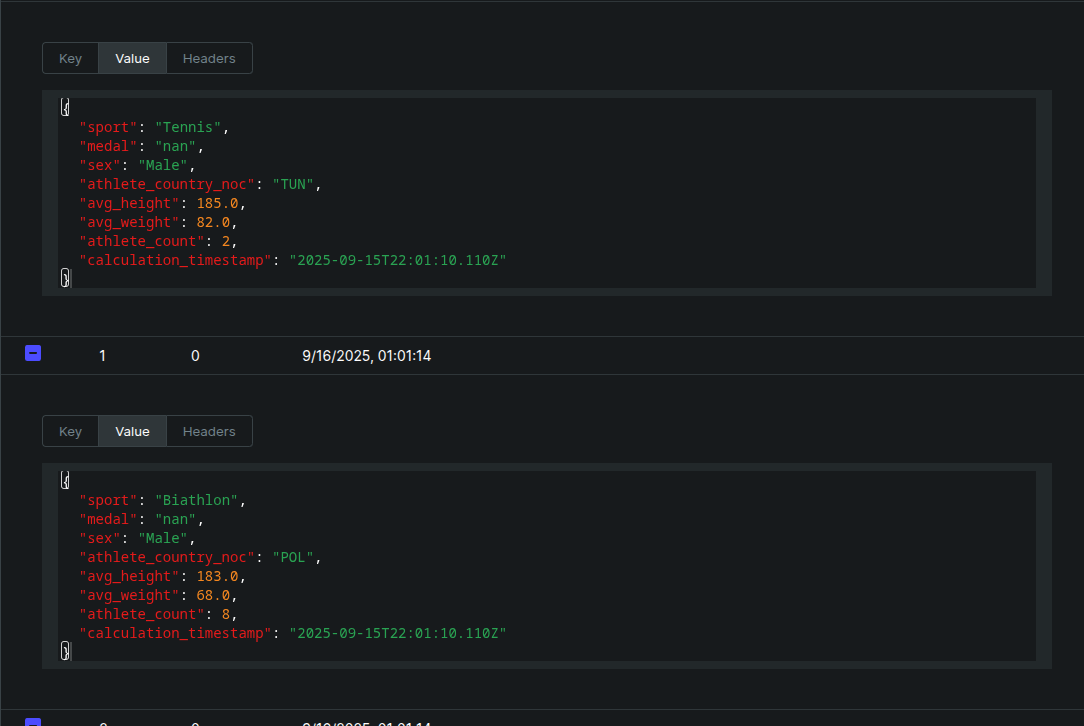 Key Value Headers
{
"sport": "Tennis",
"medal": "nan",
"sex": "Male",
"athlete_country_noc": "TUN",
"avg_height": 185.0,
"avg_weight": 82.0,
"athlete_count": 2,
"calculation_timestamp": "2025-09-15T22:01:10.110Z"
}
1 0 9/16/2025, 01:01:14
Key Value Headers
{
"sport": "Biathlon",
"medal": "nan",
"sex": "Male",
"athlete_country_noc": "POL",
"avg_height": 183.0,
"avg_weight": 68.0,
"athlete_count": 8,
"calculation_timestamp": "2025-09-15T22:01:10.110Z"
}